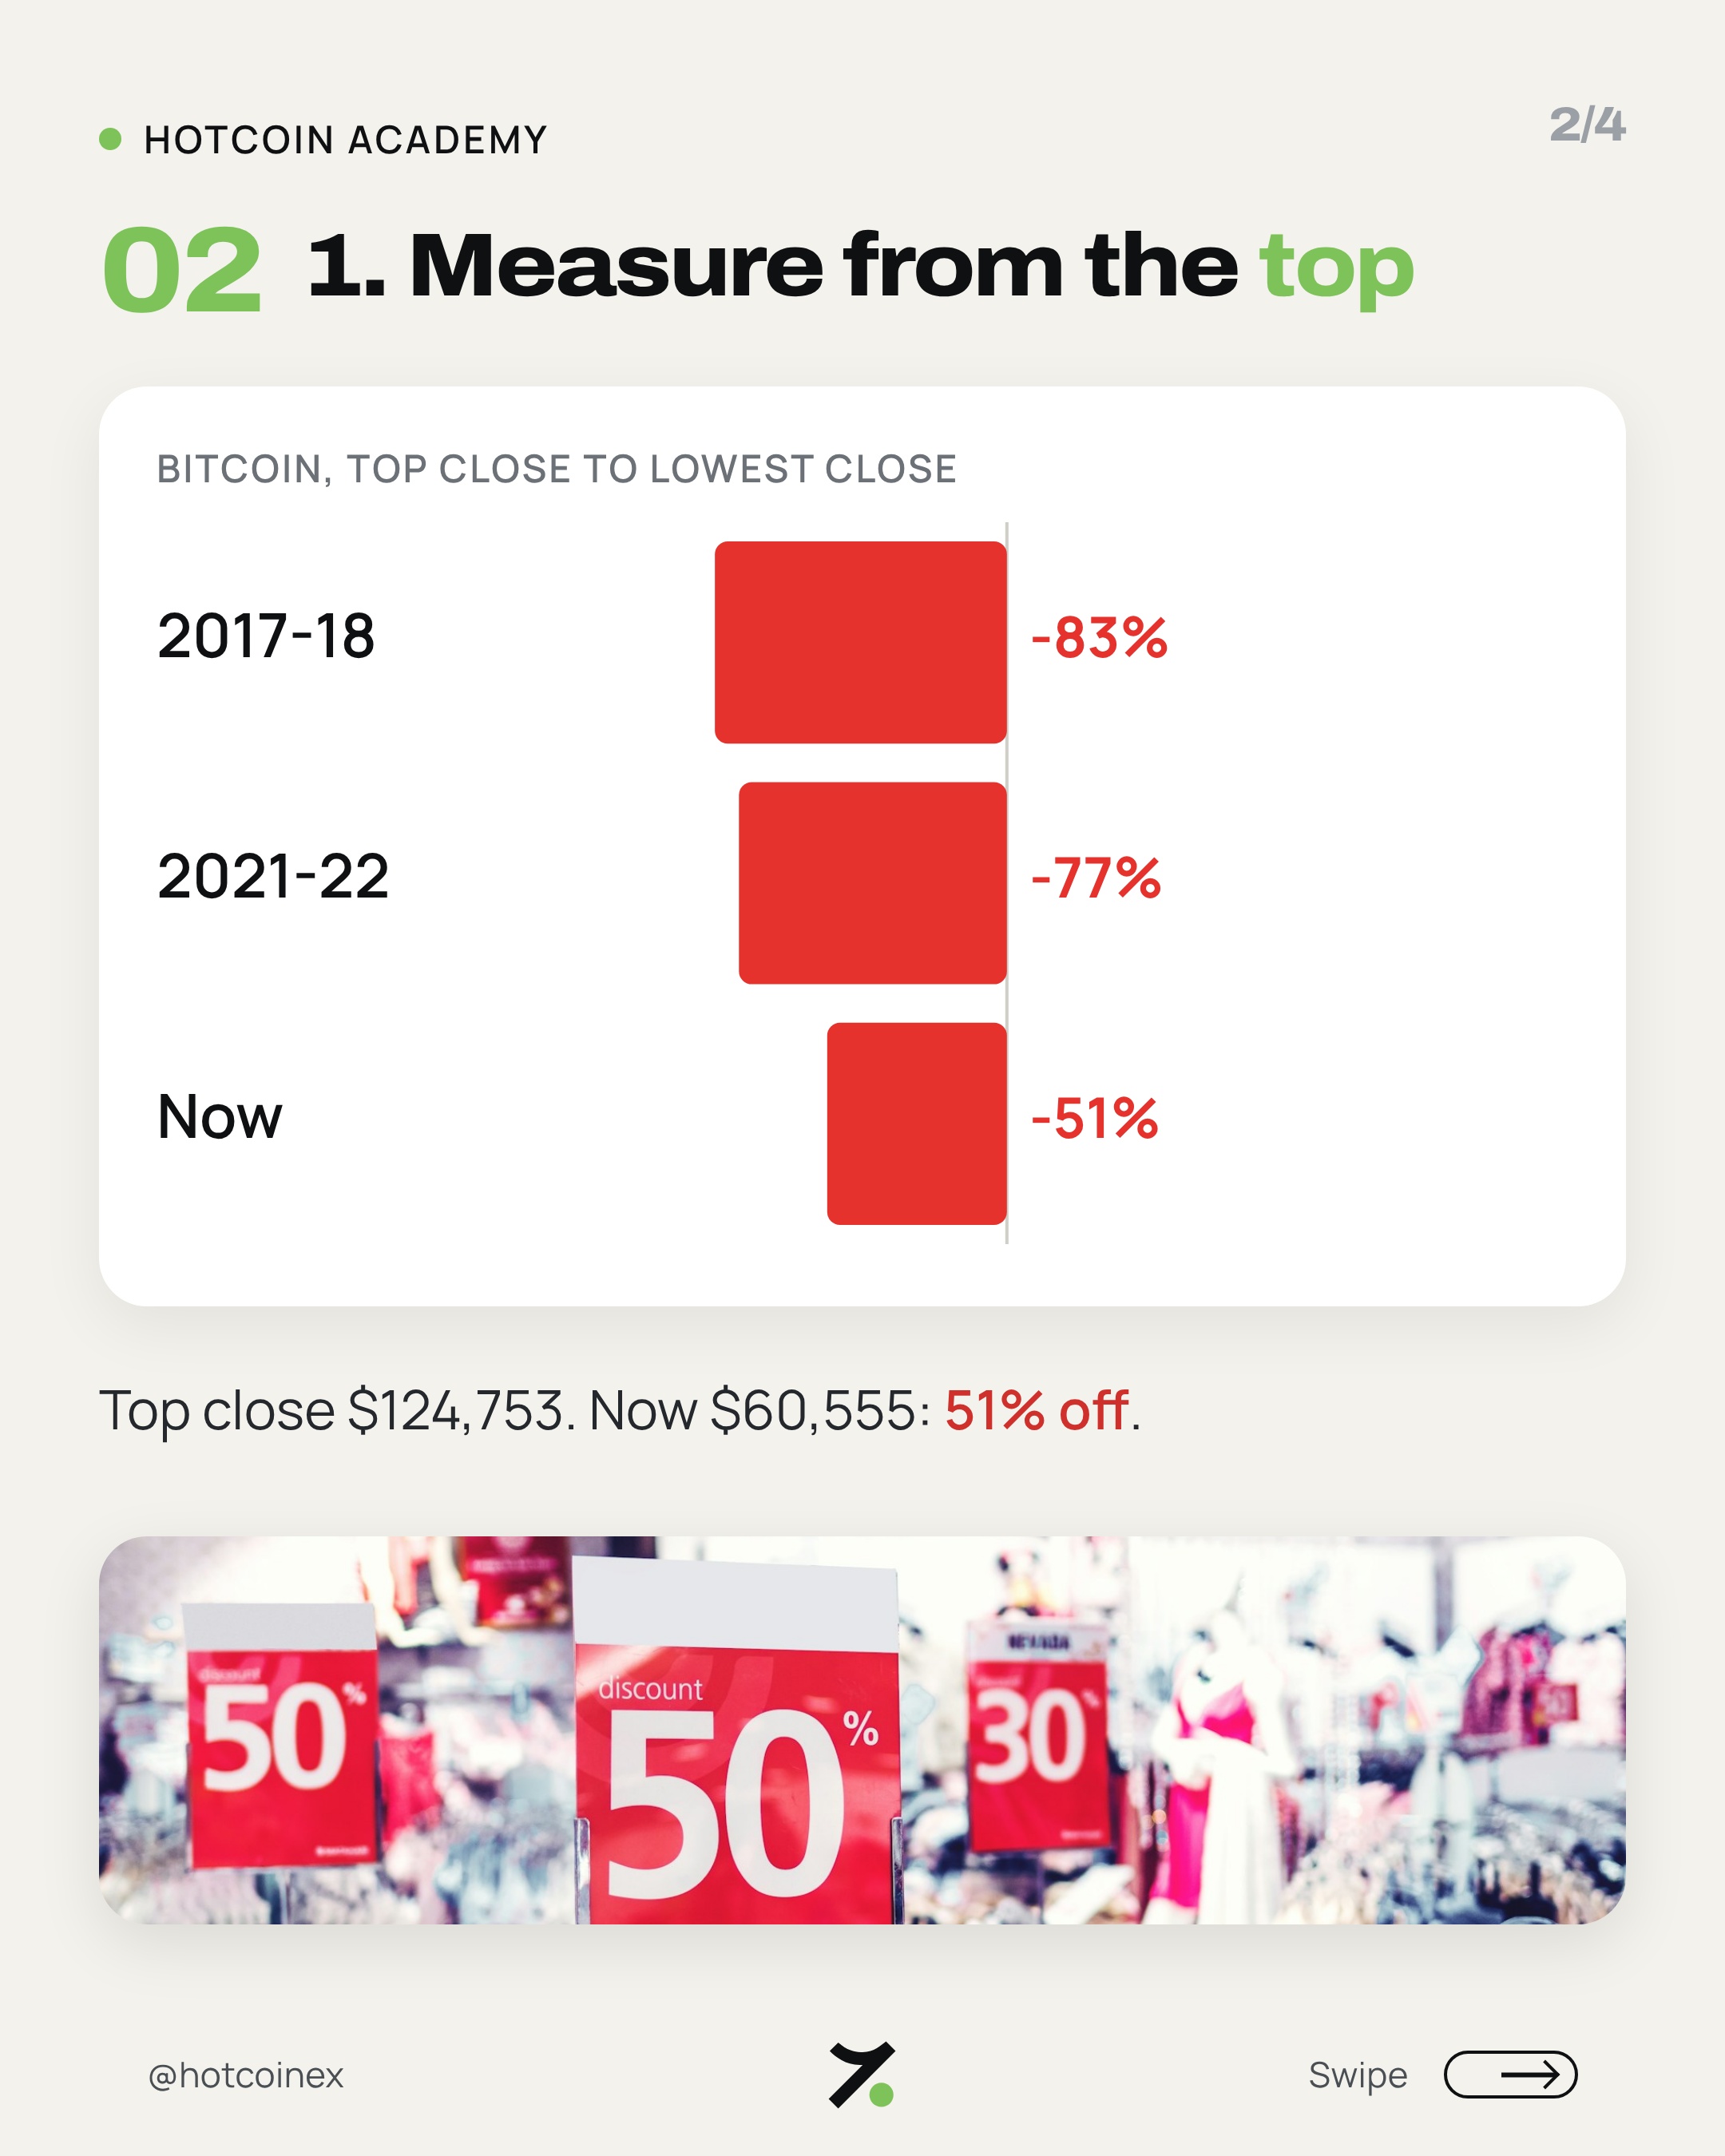 HOTCOIN ACADEMY
2/4
02 1. Measure from the top
BITCOIN, TOP CLOSE TO LOWEST CLOSE
2017-18 -83%
2021-22 -77%
Now -51%
Top close $124,753. Now $60,555: 51% off.
discount
50%
discount
50%
NEVADA
30%
@hotcoinex
Swipe